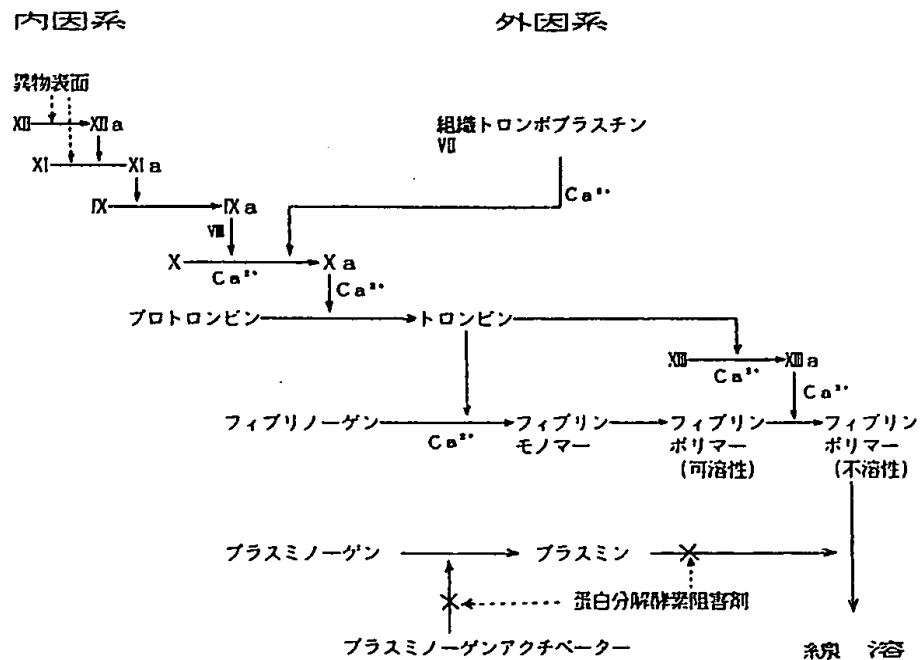 内因系 外因系
異物表面
XII XIIa
組織トロンボプラスチン
VII
XI XIa
Ca²⁺
IX IXa
VIII
X Xa
Ca²⁺
Ca²⁺
プロトロンビン トロンビン
XIII XIIIa
Ca²⁺
Ca²⁺
フィブリノーゲン フィブリン フィブリン フィブリン
Ca²⁺ モノマー ポリマー ポリマー
(可溶性) (不溶性)
プラスミノーゲン プラスミン
蛋白分解酵素阻害剤
プラスミノーゲンアクチベーター
線溶